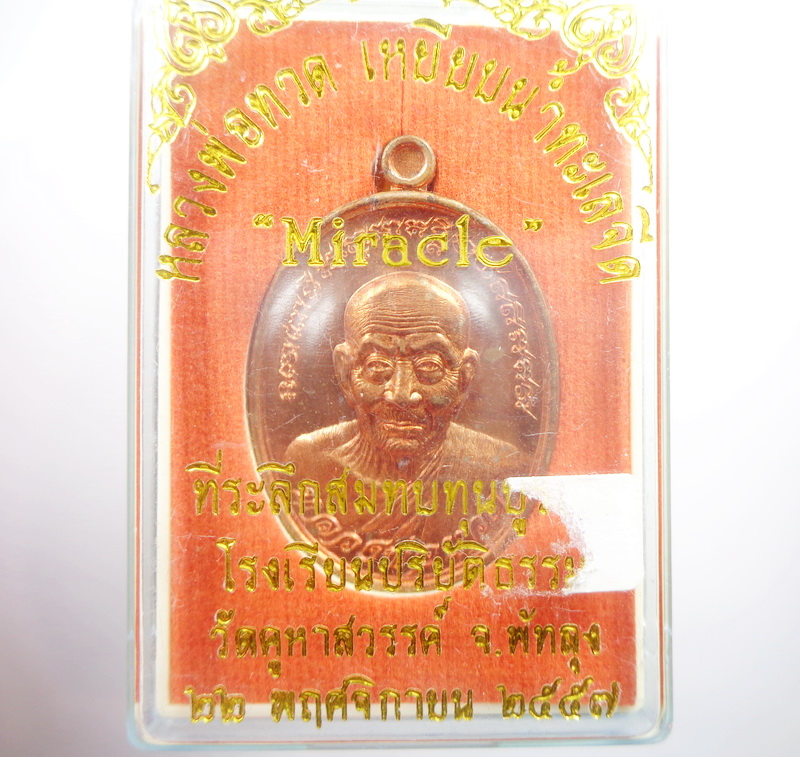 หลวงพ่อทวด เหยียบน้ำทะเลจืด
"Miracle"
ที่ระลึกสมทบทุน
โรงเรียนปริยัติธรรม
วัดคูหาสวรรค์ จ.พัทลุง
๒๒ พฤศจิกายน ๒๕๕๗